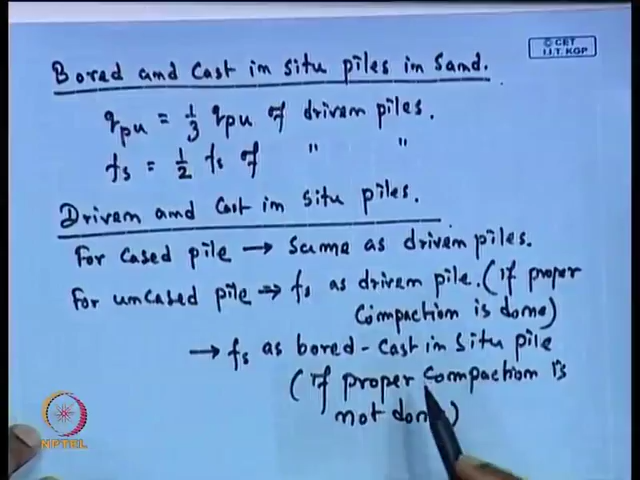 © CET
I.I.T. KGP
Bored and Cast in situ piles in Sand.
qpu = 1/3 qpu of driven piles.
fs = 1/2 fs of " "
Driven and Cast in situ piles.
For Cased pile → Same as driven piles.
For uncased pile ⇒ fs as driven pile. (if proper
Compaction is done)
→ fs as bored-cast in situ pile
(if proper Compaction is
not done)
NPTEL